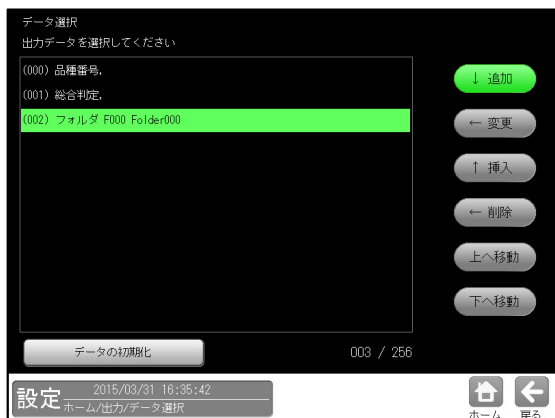 データ選択
出力データを選択してください
(000) 品種番号,
(001) 総合判定,
(002) フォルダ F000 Folder000
↓ 追加
← 変更
↑ 挿入
← 削除
上へ移動
下へ移動
データの初期化
003 / 256
設定
2015/03/31 16:35:42
ホーム/出力/データ選択
ホーム
戻る